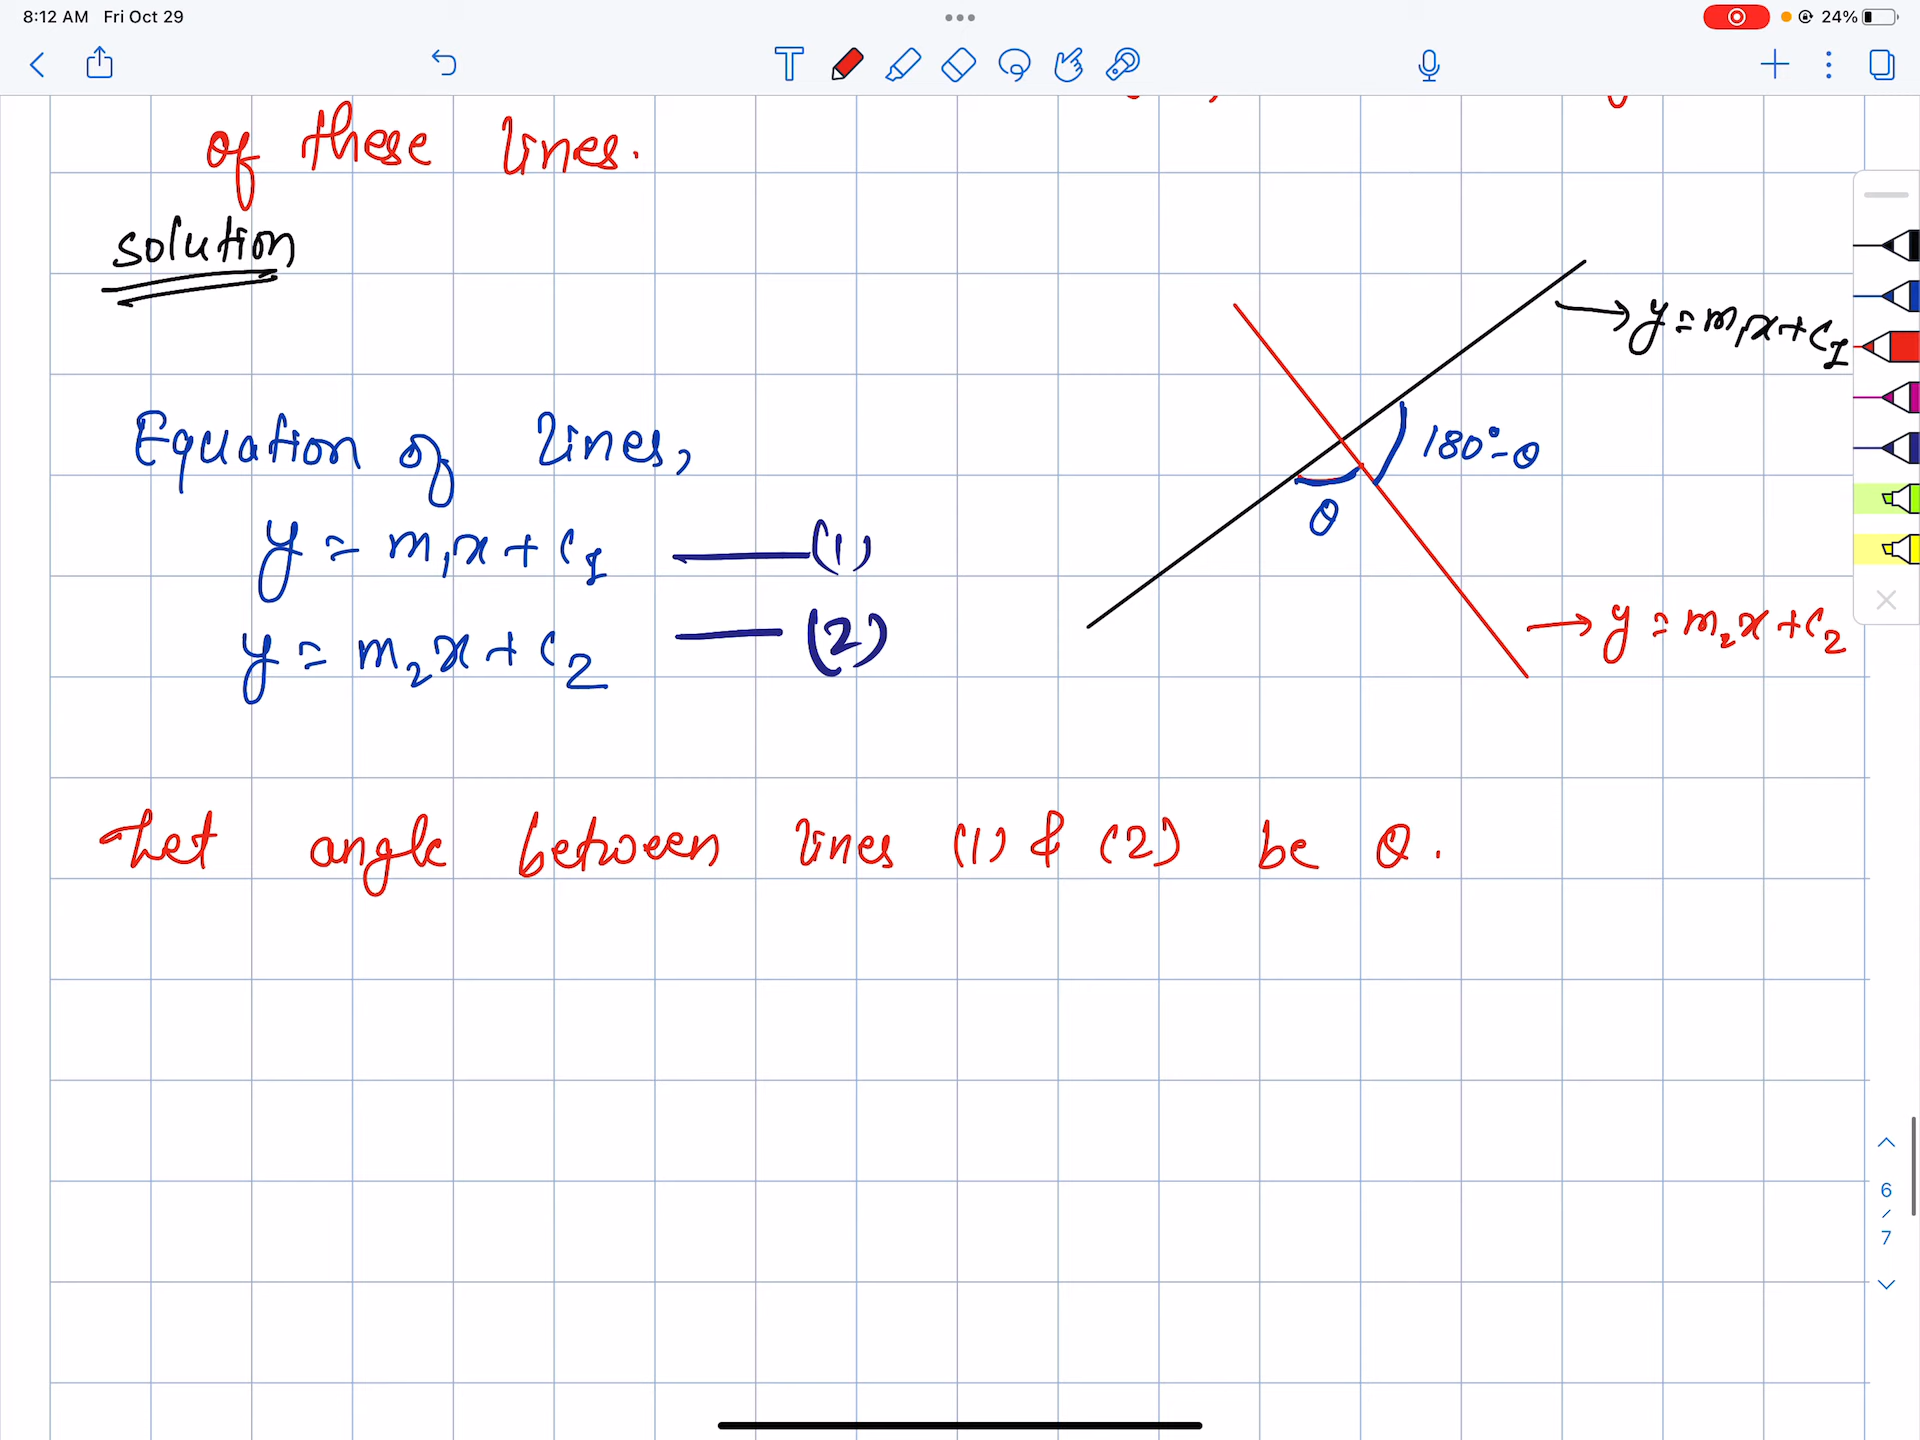 8:12 AM Fri Oct 29
24%
of these lines.
solution
y = m₁x + c₁
Equation of lines,
180° - θ
θ
y = m₁x + c₁ (1)
y = m₂x + c₂ (2)
y = m₂x + c₂
Let angle between lines (1) & (2) be θ.
6
/
7